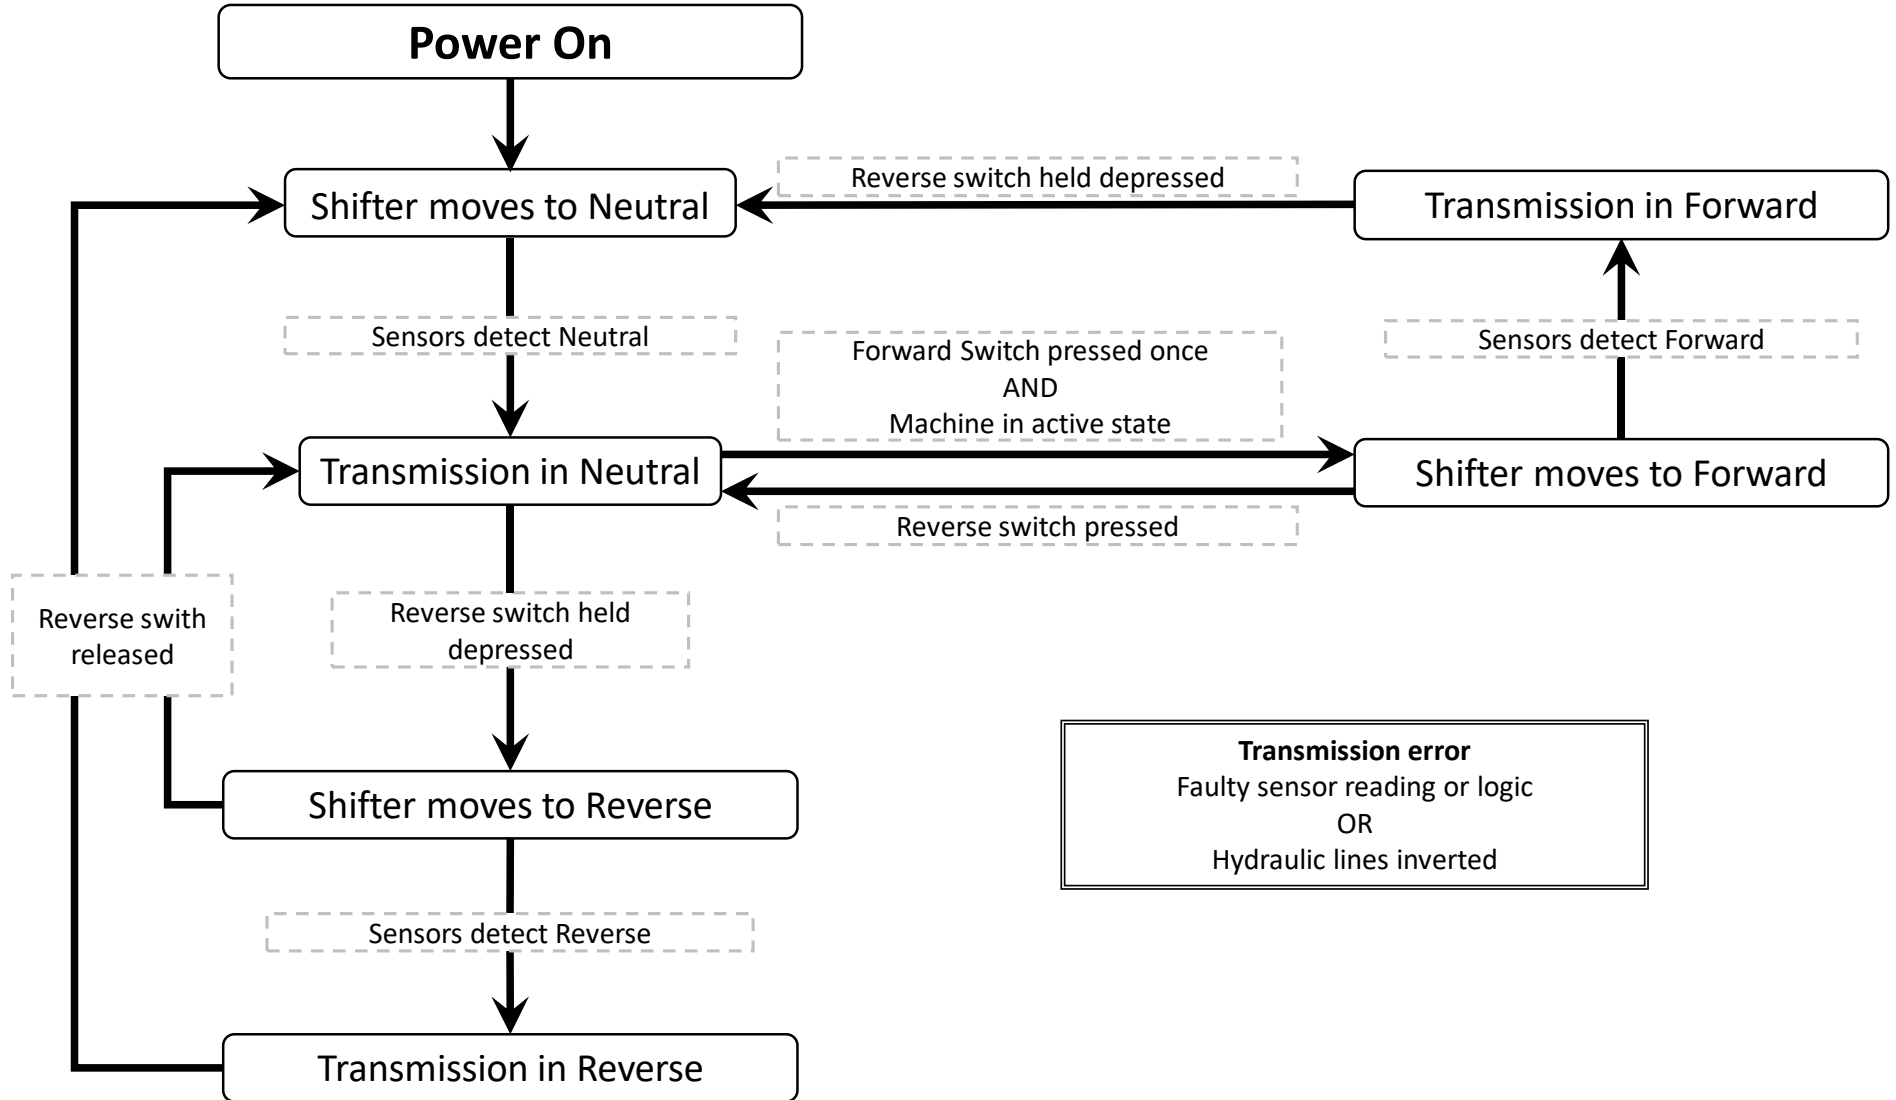 Power On
Shifter moves to Neutral
Reverse switch held depressed
Transmission in Forward
Sensors detect Neutral
Forward Switch pressed once
AND
Machine in active state
Sensors detect Forward
Transmission in Neutral
Shifter moves to Forward
Reverse switch pressed
Reverse swith
released
Reverse switch held
depressed
Shifter moves to Reverse
Transmission error
Faulty sensor reading or logic
OR
Hydraulic lines inverted
Sensors detect Reverse
Transmission in Reverse